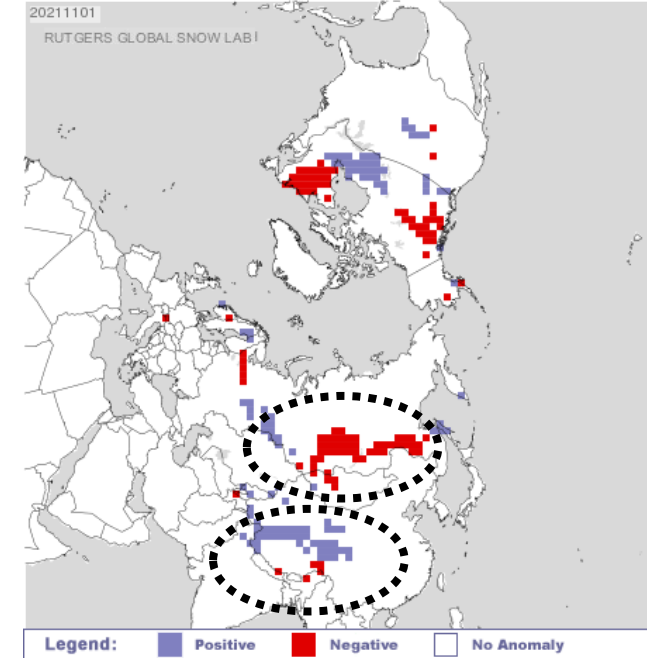 20211101
RUTGERS GLOBAL SNOW LAB
Legend: Positive Negative No Anomaly